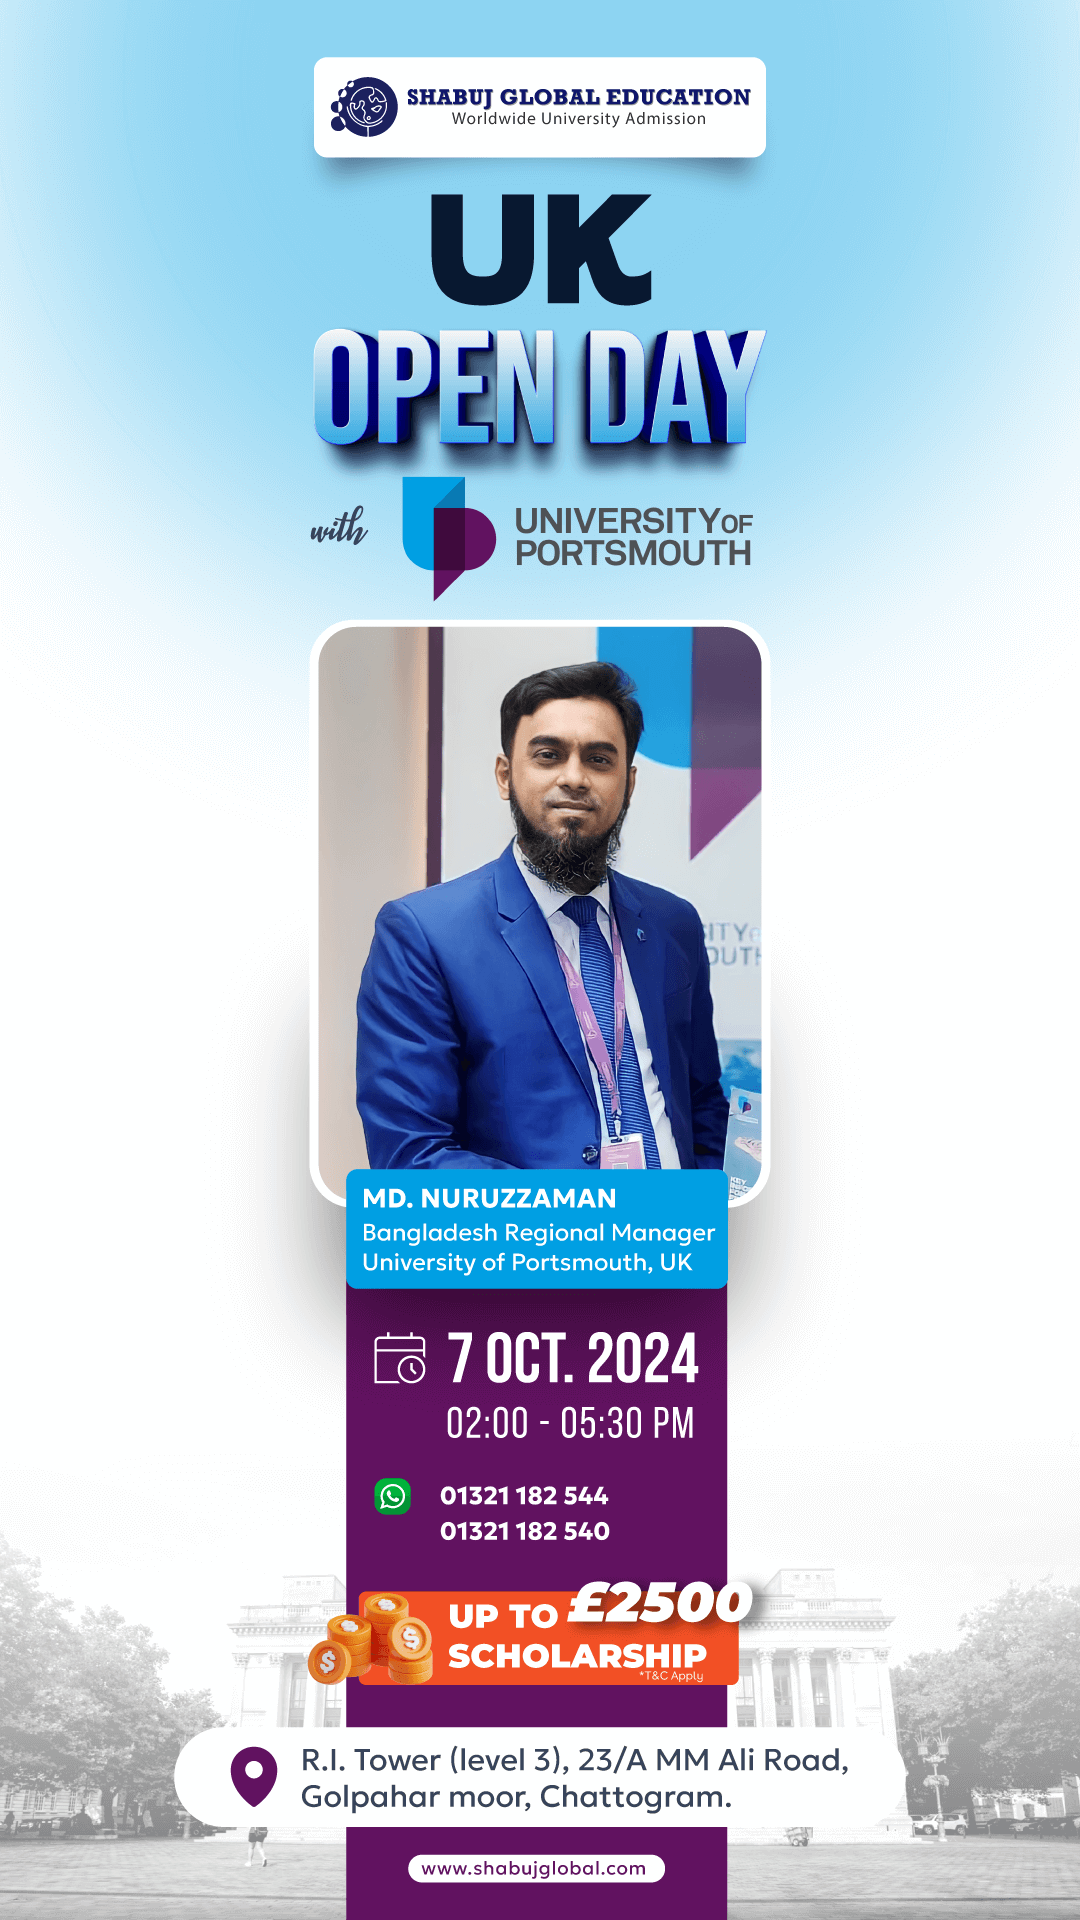 SHABUJ GLOBAL EDUCATION
Worldwide University Admission
UK
OPEN DAY
with
UNIVERSITY OF
PORTSMOUTH
MD. NURUZZAMAN
Bangladesh Regional Manager
University of Portsmouth, UK
7 OCT. 2024
02:00 - 05:30 PM
01321 182 544
01321 182 540
UP TO £2500
SCHOLARSHIP
*T&C Apply
R.I. Tower (level 3), 23/A MM Ali Road,
Golpahar moor, Chattogram.
www.shabujglobal.com